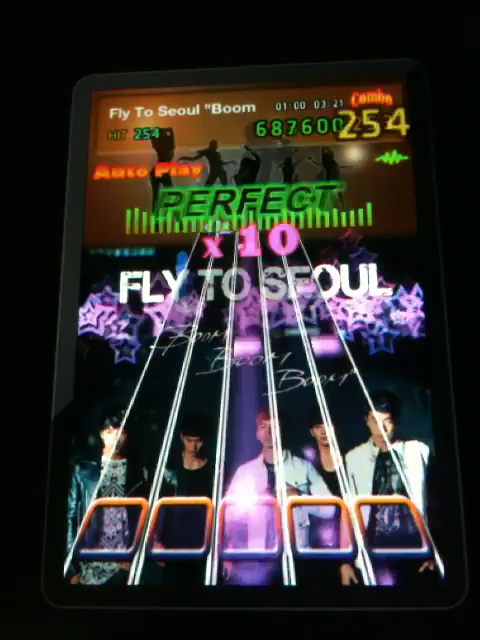 Fly To Seoul "Boom
01:00 03:21
Combo
HIT 254
687600
254
Auto Play
PERFECT
x10
FLY TO SEOUL
Boom
Boom
Boom"